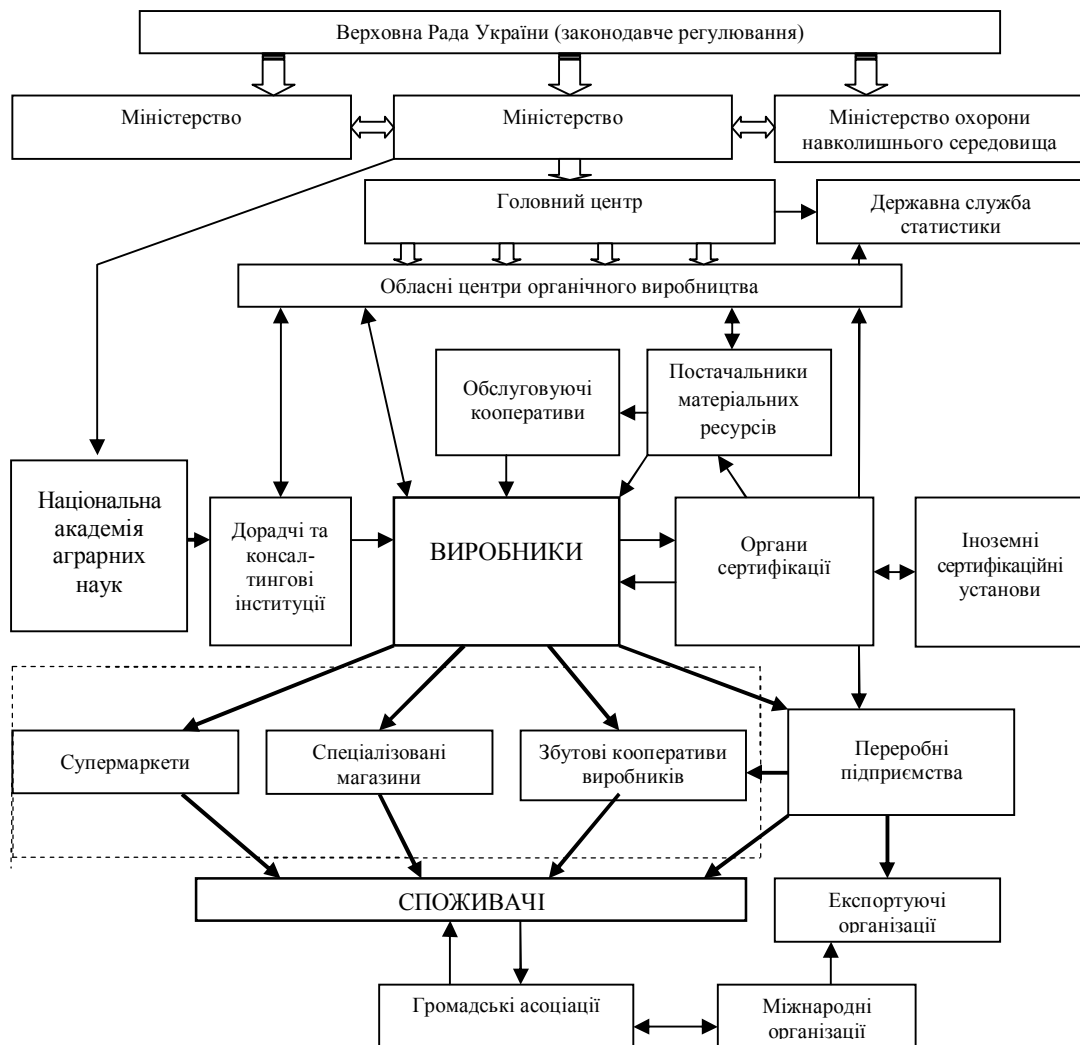 Верховна Рада України (законодавче регулювання)
Міністерство
Міністерство
Міністерство охорони
навколишнього середовища
Головний центр
Державна служба
статистики
Обласні центри органічного виробництва
Обслуговуючі
кооперативи
Постачальники
матеріальних
ресурсів
Національна
академія
аграрних
наук
Дорадчі та
консал-
тингові
інституції
ВИРОБНИКИ
Органи
сертифікації
Іноземні
сертифікаційні
установи
Супермаркети
Спеціалізовані
магазини
Збутові кооперативи
виробників
Переробні
підприємства
СПОЖИВАЧІ
Експортуючі
організації
Громадські асоціації
Міжнародні
організації